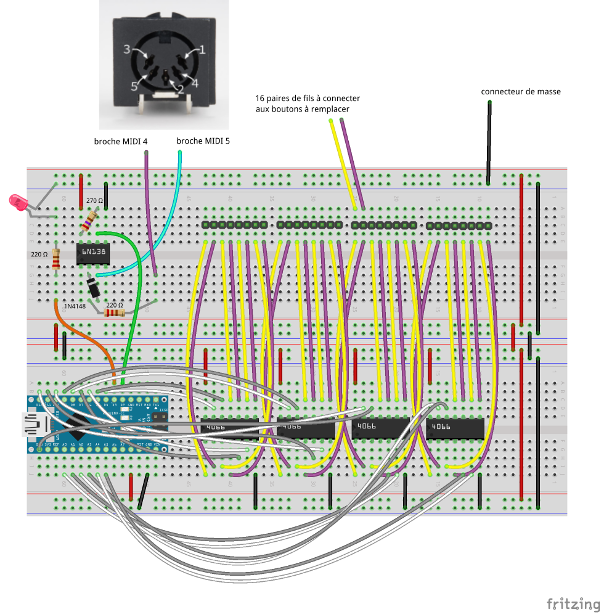 3
1
5
4
2
16 paires de fils à connecter
aux boutons à remplacer
connecteur de masse
broche MIDI 4
broche MIDI 5
270 Ω
6N138
220 Ω
1N4148
220 Ω
4066
4066
4066
4066
fritzing